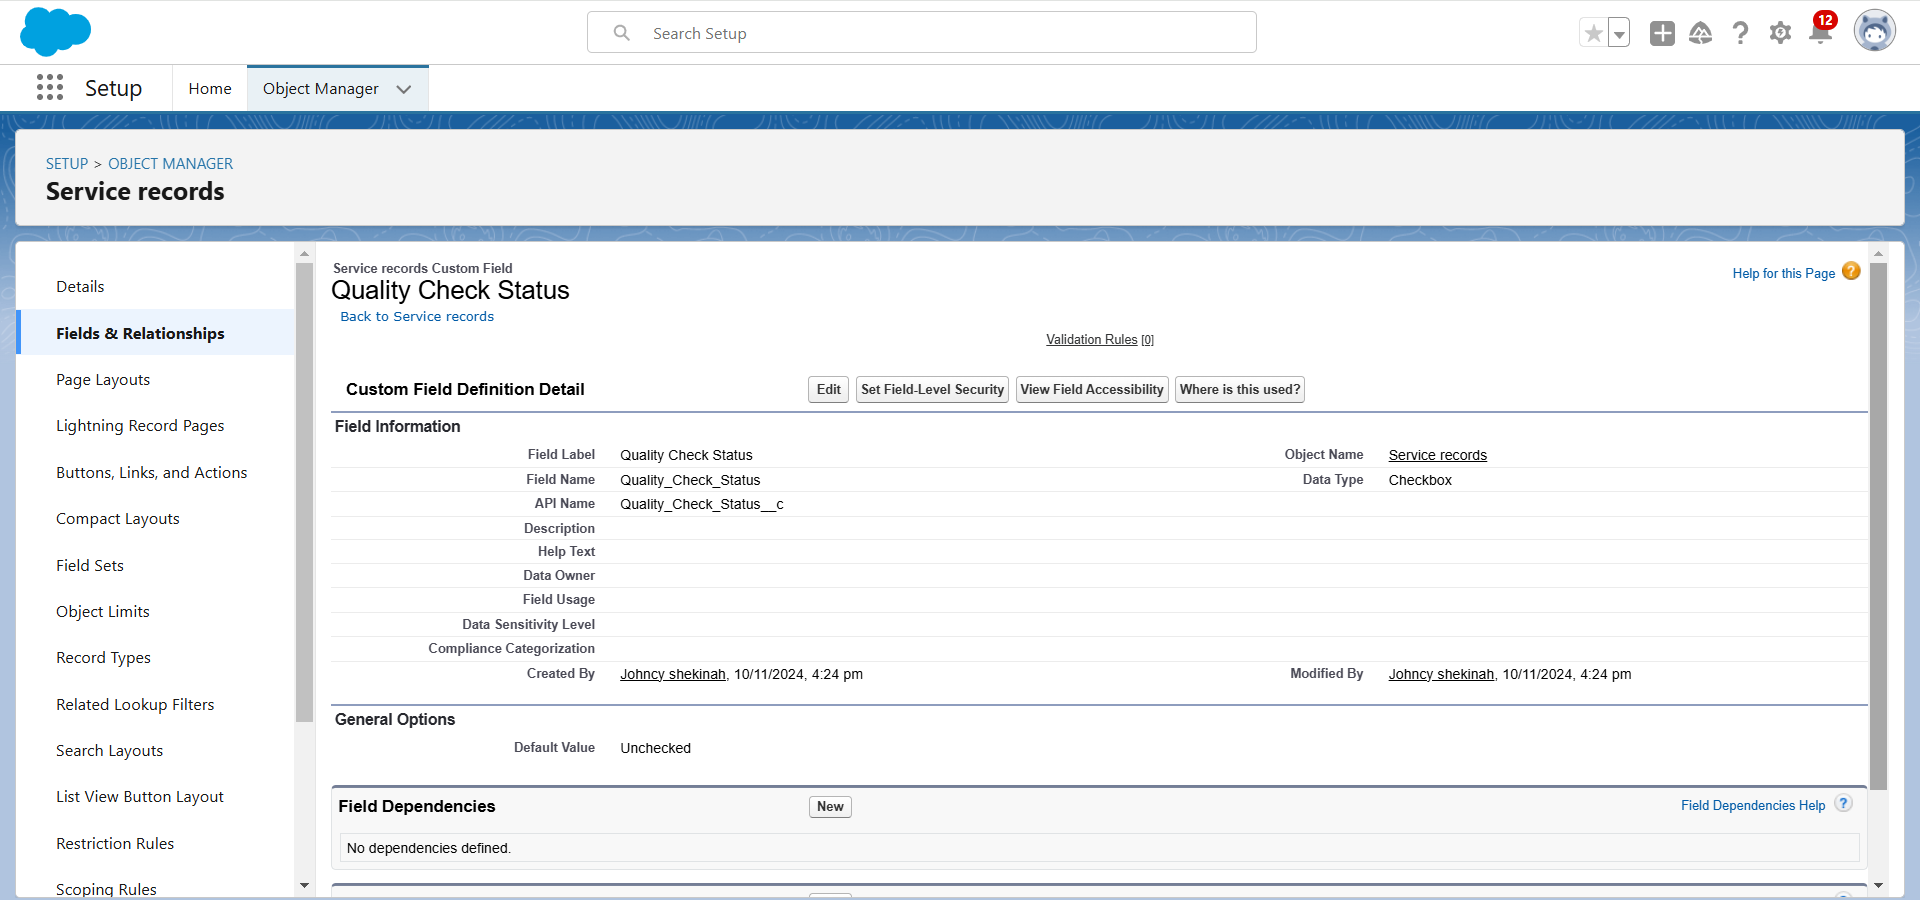 Search Setup
12
Setup
Home
Object Manager
SETUP > OBJECT MANAGER
Service records
Details
Fields & Relationships
Page Layouts
Lightning Record Pages
Buttons, Links, and Actions
Compact Layouts
Field Sets
Object Limits
Record Types
Related Lookup Filters
Search Layouts
List View Button Layout
Restriction Rules
Scoping Rules
Service records Custom Field
Quality Check Status
Back to Service records
Help for this Page ?
Validation Rules [0]
Custom Field Definition Detail
Edit
Set Field-Level Security
View Field Accessibility
Where is this used?
Field Information
Field Label Quality Check Status
Object Name Service records
Field Name Quality_Check_Status
Data Type Checkbox
API Name Quality_Check_Status__c
Description
Help Text
Data Owner
Field Usage
Data Sensitivity Level
Compliance Categorization
Created By Johncy shekinah, 10/11/2024, 4:24 pm
Modified By Johncy shekinah, 10/11/2024, 4:24 pm
General Options
Default Value Unchecked
Field Dependencies
New
Field Dependencies Help ?
No dependencies defined.